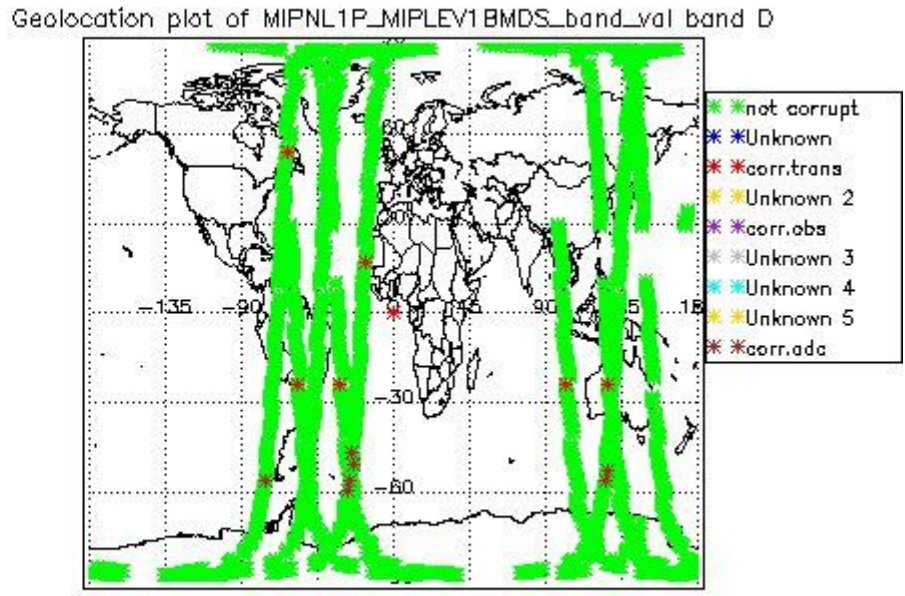 Geolocation plot of MIPNL1P_MIPLEV1BMDS_band_val band D
not corrupt
Unknown
corr.trans
Unknown 2
corr.obs
Unknown 3
Unknown 4
Unknown 5
corr.adc
-135
-90
90
-30
-60